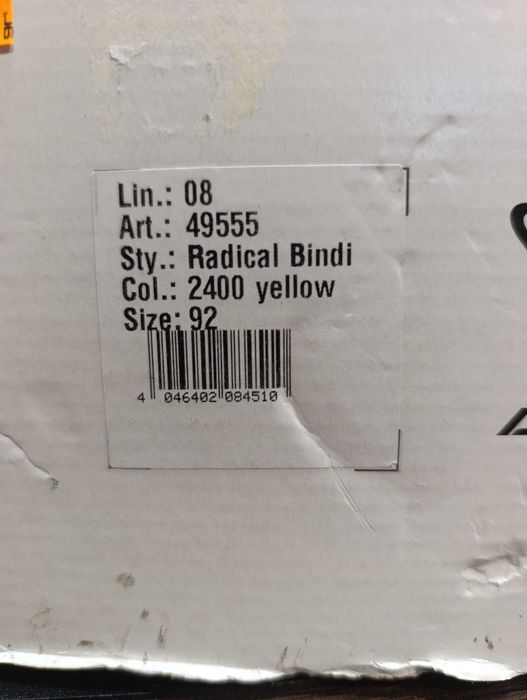 Lin.: 08
Art.: 49555
Sty.: Radical Bindi
Col.: 2400 yellow
Size: 92
4 046402 084510